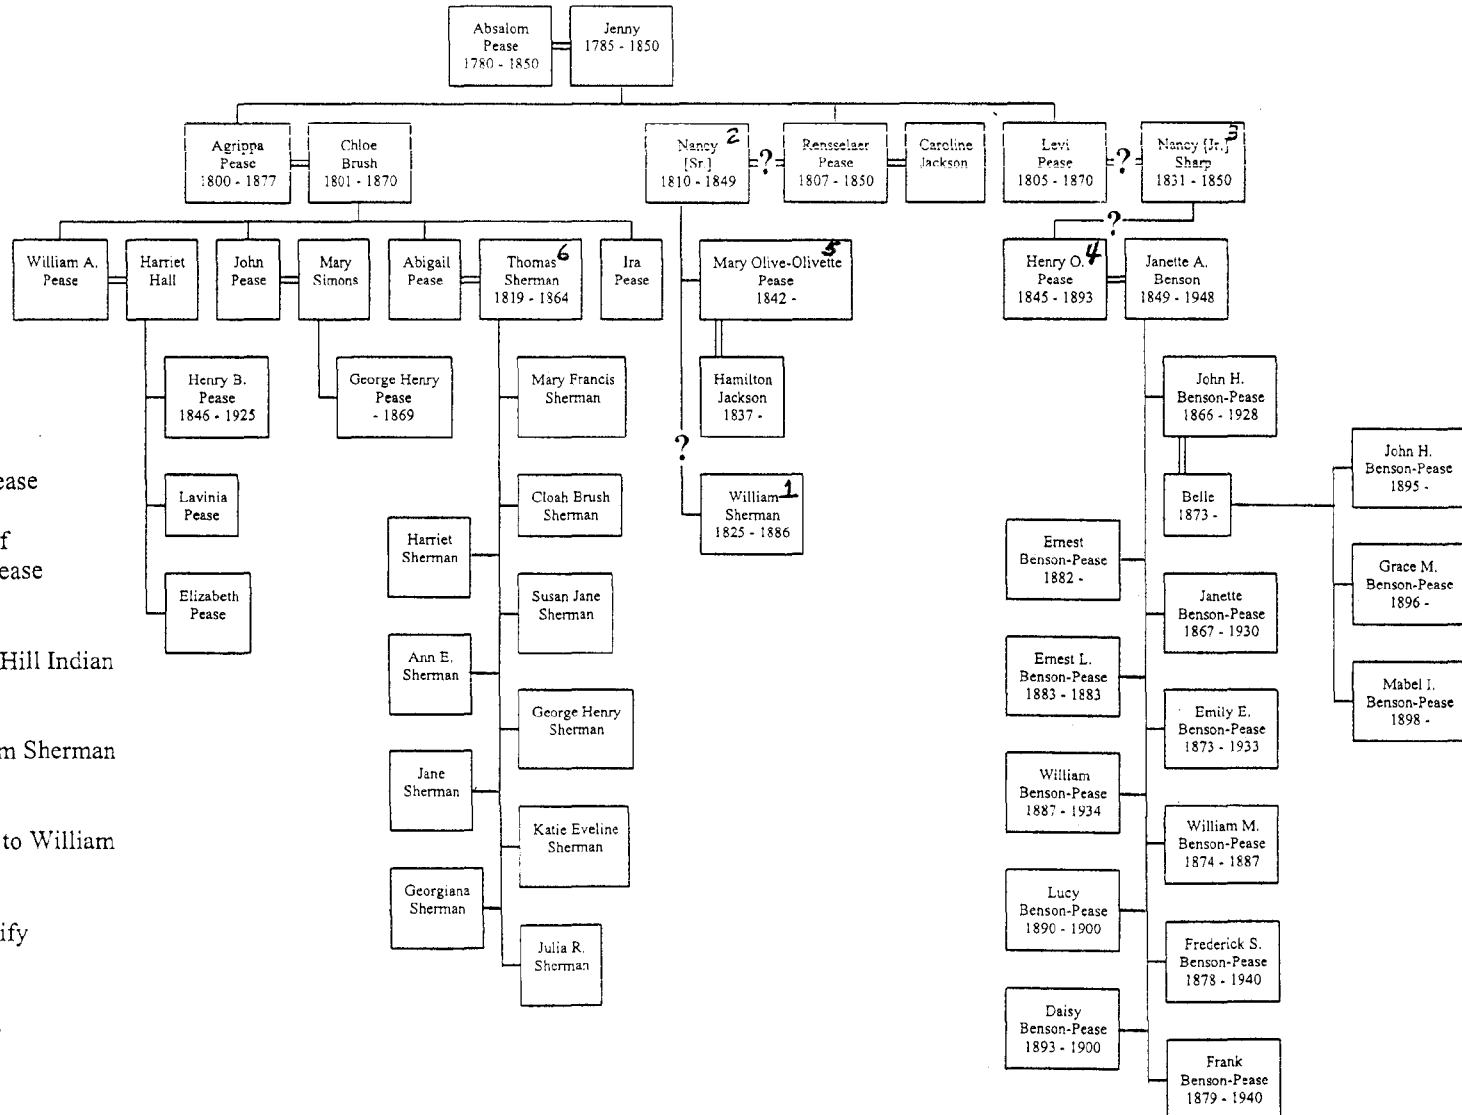 Absalom
Pease
1780 - 1850
Jenny
1785 - 1850
Agrippa
Pease
1800 - 1877
Chloe
Brush
1801 - 1870
Nancy 2
[Sr.]
1810 - 1849
?
Rensselaer
Pease
1807 - 1850
Caroline
Jackson
Levi
Pease
1805 - 1870
?
Nancy [Jr.] 3
Sharp
1831 - 1850
?
William A.
Pease
Harriet
Hall
John
Pease
Mary
Simons
Abigail
Pease
Thomas 6
Sherman
1819 - 1864
Ira
Pease
Mary Olive-Olivette 5
Pease
1842 -
Henry O. 4
Pease
1845 - 1893
Janette A.
Benson
1849 - 1948
Henry B.
Pease
1846 - 1925
George Henry
Pease
- 1869
Mary Francis
Sherman
Hamilton
Jackson
1837 -
John H.
Benson-Pease
1866 - 1928
?
John H.
Benson-Pease
1895 -
ease
Lavinia
Pease
Cloah Brush
Sherman
William 1
Sherman
1825 - 1886
Belle
1873 -
f
ease
Harriet
Sherman
Ernest
Benson-Pease
1882 -
Grace M.
Benson-Pease
1896 -
Elizabeth
Pease
Susan Jane
Sherman
Janette
Benson-Pease
1867 - 1930
Hill Indian
Ann E.
Sherman
Ernest L.
Benson-Pease
1883 - 1883
Mabel I.
Benson-Pease
1898 -
George Henry
Sherman
Emily E.
Benson-Pease
1873 - 1933
m Sherman
Jane
Sherman
William
Benson-Pease
1887 - 1934
Katie Eveline
Sherman
William M.
Benson-Pease
1874 - 1887
to William
Georgiana
Sherman
Lucy
Benson-Pease
1890 - 1900
ify
Julia R.
Sherman
Frederick S.
Benson-Pease
1878 - 1940
Daisy
Benson-Pease
1893 - 1900
Frank
Benson-Pease
1879 - 1940